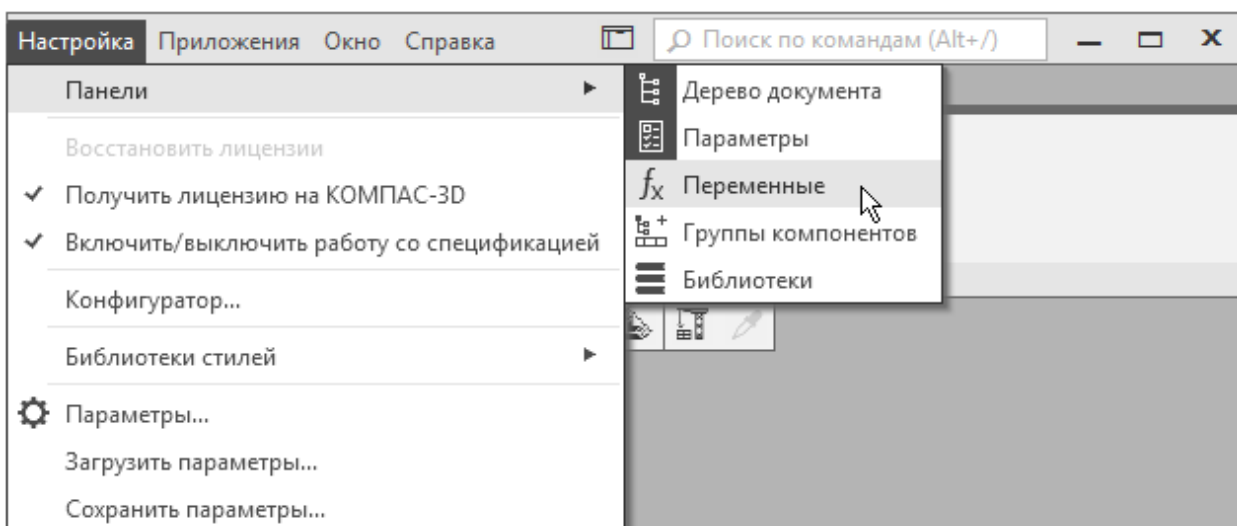 Настройка Приложения Окно Справка Поиск по командам (Alt+/)
Панели
Восстановить лицензии
Получить лицензию на КОМПАС-3D
Включить/выключить работу со спецификацией
Конфигуратор...
Библиотеки стилей
Параметры...
Загрузить параметры...
Сохранить параметры...
Дерево документа
Параметры
fx Переменные
Группы компонентов
Библиотеки